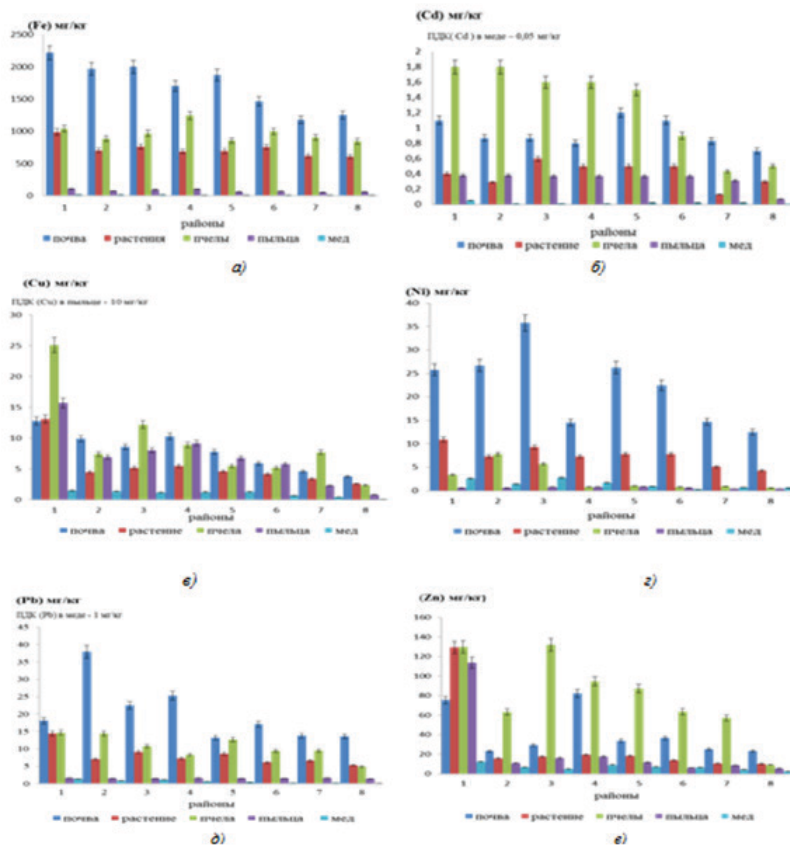 (Fe) мг/кг
2500
2000
1500
1000
500
0
1 2 3 4 5 6 7 8
районы
почва растения пчелы пыльца мед
а)
(Cd) мг/кг
ПДК( Cd ) в меде – 0,05 мг/кг
2
1,8
1,6
1,4
1,2
1
0,8
0,6
0,4
0,2
0
1 2 3 4 5 6 7 8
районы
почва растение пчела пыльца мед
б)
(Cu) мг/кг
ПДК (Cu) в пыльце - 10 мг/кг
30
25
20
15
10
5
0
1 2 3 4 5 6 7 8
районы
почва растение пчела пыльца мед
в)
(Ni) мг/кг
40
35
30
25
20
15
10
5
0
1 2 3 4 5 6 7 8
районы
почва растение пчела пыльца мед
г)
(Pb) мг/кг
ПДК (Pb) в меде - 1 мг/кг
45
40
35
30
25
20
15
10
5
0
1 2 3 4 5 6 7 8
районы
почва растение пчела пыльца мед
д)
(Zn) мг/кг)
160
140
120
100
80
60
40
20
0
1 2 3 4 5 6 7 8
районы
почва растение пчелы пыльца мед
е)